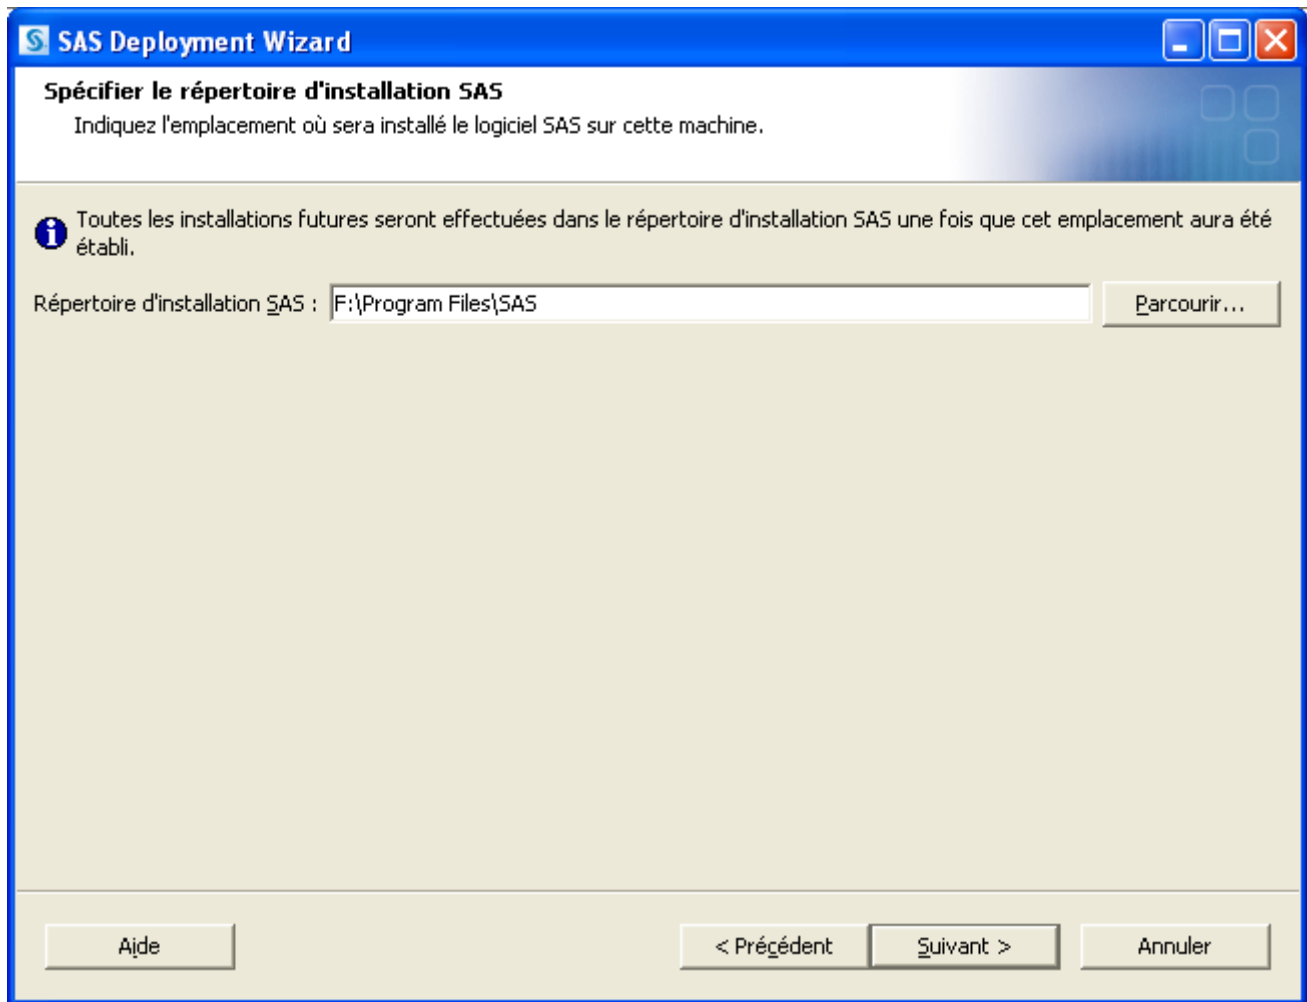 SAS Deployment Wizard
Spécifier le répertoire d'installation SAS
Indiquez l'emplacement où sera installé le logiciel SAS sur cette machine.
Toutes les installations futures seront effectuées dans le répertoire d'installation SAS une fois que cet emplacement aura été
établi.
Répertoire d'installation SAS : F:\Program Files\SAS Parcourir...
Aide < Précédent Suivant > Annuler